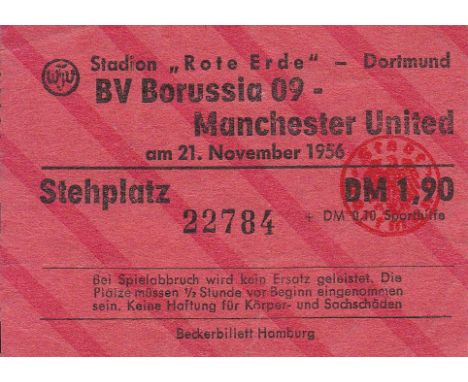 Stadion „Rote Erde" – Dortmund
BV Borussia 09 -
Manchester United
am 21. November 1956
Stehplatz DM 1,90
22784 + DM 0.10 Sporthilfe
Bei Spielabbruch wird kein Ersatz geleistet. Die
Plätze müssen ½ Stunde vor Beginn eingenommen
sein. Keine Haftung für Körper- und Sachschäden
Beckerbillett Hamburg